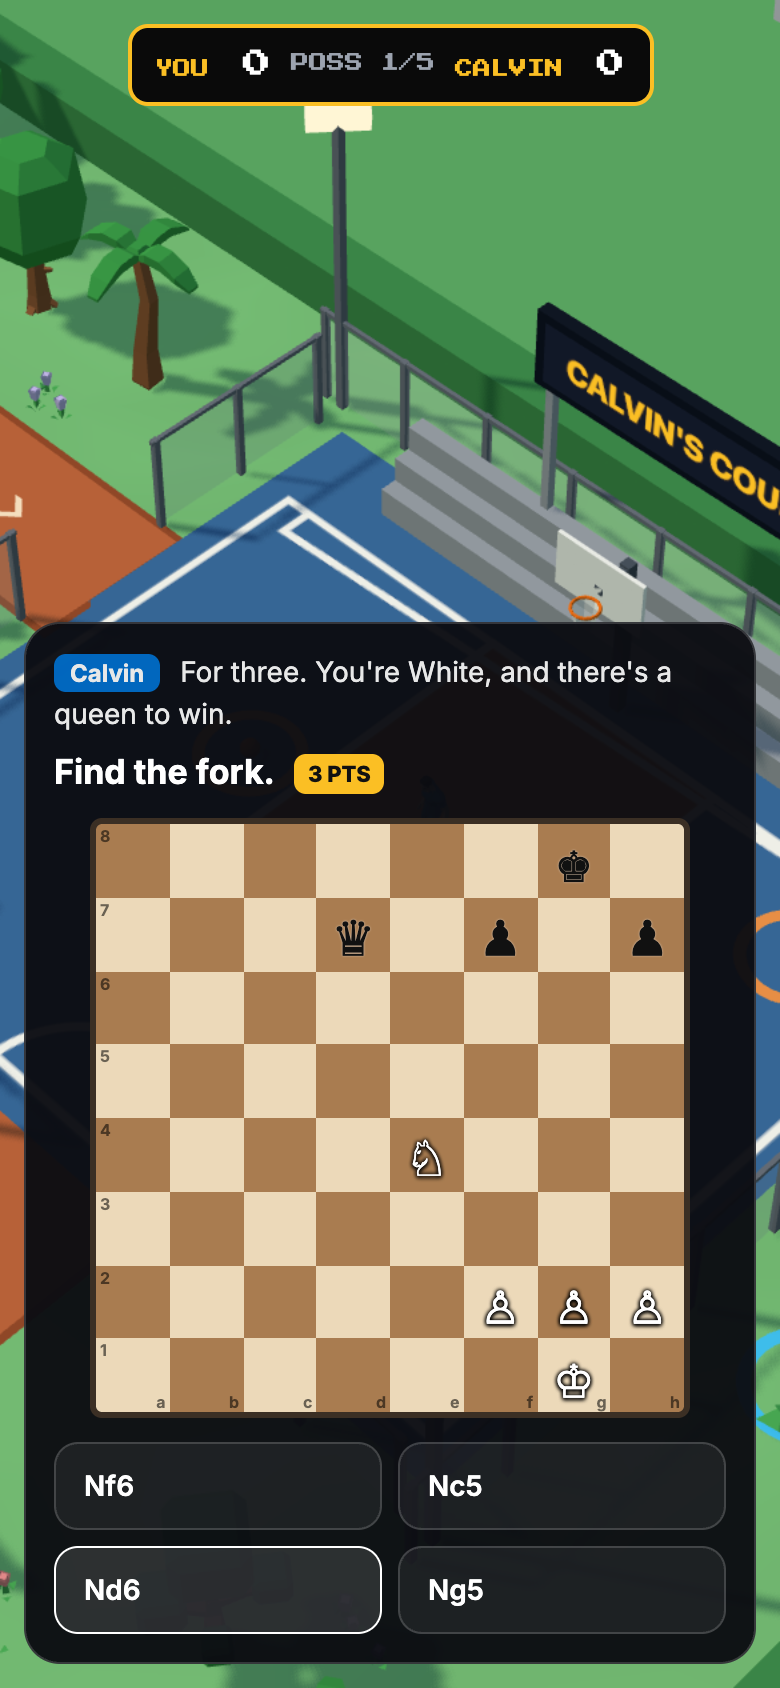 YOU 0 POSS 1/5 CALVIN 0
CALVIN'S COU
Calvin For three. You're White, and there's a
queen to win.
Find the fork. 3 PTS
8
7
6
5
4
3
2
1
a b c d e f g h
Nf6 Nc5
Nd6 Ng5